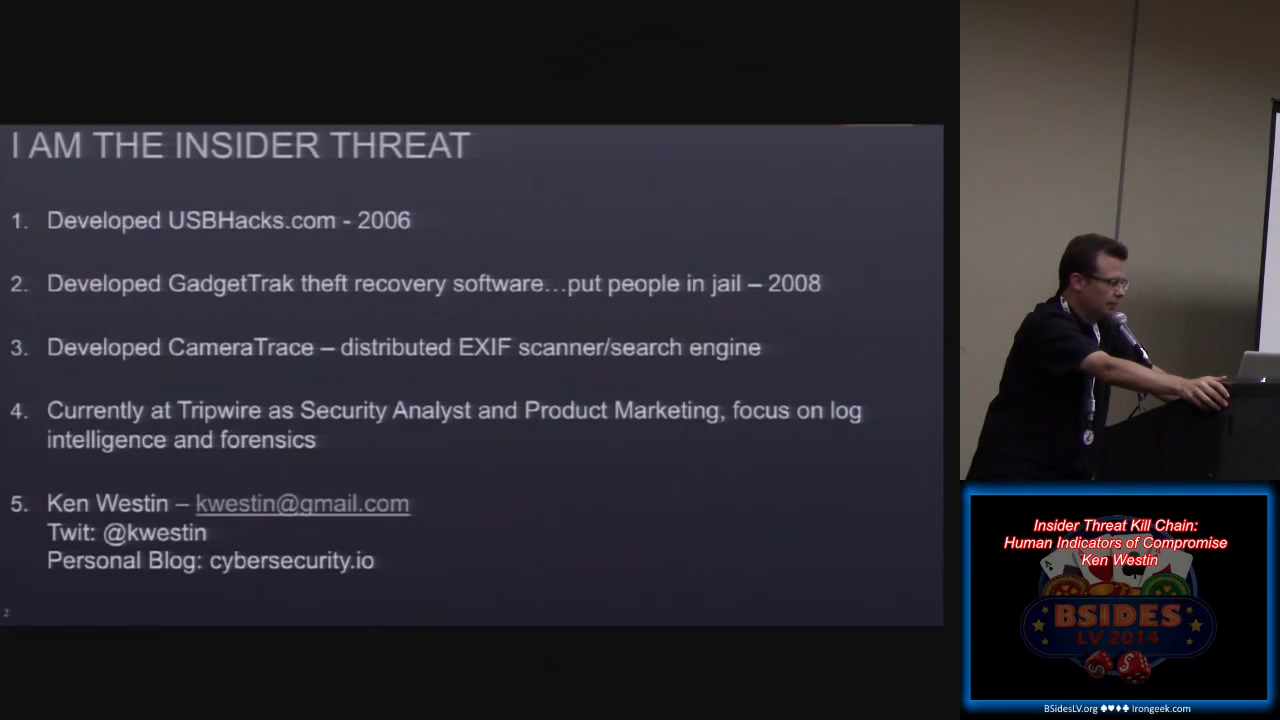 I AM THE INSIDER THREAT
1. Developed USBHacks.com - 2006
2. Developed GadgetTrak theft recovery software…put people in jail – 2008
3. Developed CameraTrace – distributed EXIF scanner/search engine
4. Currently at Tripwire as Security Analyst and Product Marketing, focus on log
intelligence and forensics
5. Ken Westin – kwestin@gmail.com
Twit: @kwestin
Personal Blog: cybersecurity.io
2
Insider Threat Kill Chain:
Human Indicators of Compromise
Ken Westin
BSIDES
LV 2014
BSidesLV.org ♠♥♦♣ Irongeek.com